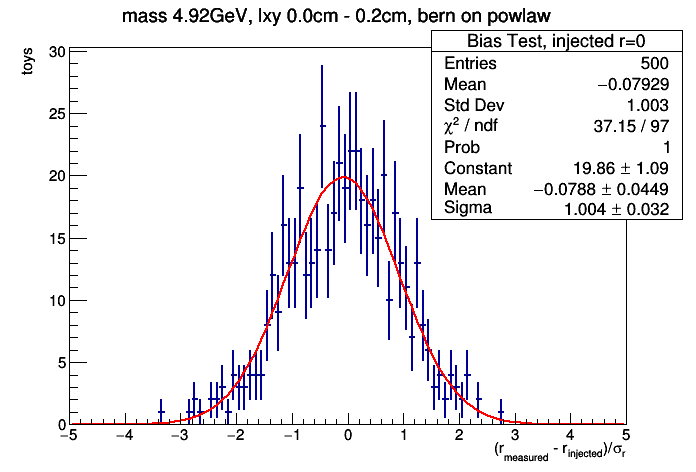 mass 4.92GeV, lxy 0.0cm - 0.2cm, bern on powlaw
Bias Test, injected r=0
Entries 500
Mean −0.07929
Std Dev 1.003
χ² / ndf 37.15 / 97
Prob 1
Constant 19.86 ± 1.09
Mean −0.0788 ± 0.0449
Sigma 1.004 ± 0.032
toys
30
25
20
15
10
5
0
−5 −4 −3 −2 −1 0 1 2 3 4 5
(r_measured - r_injected)/σ_r